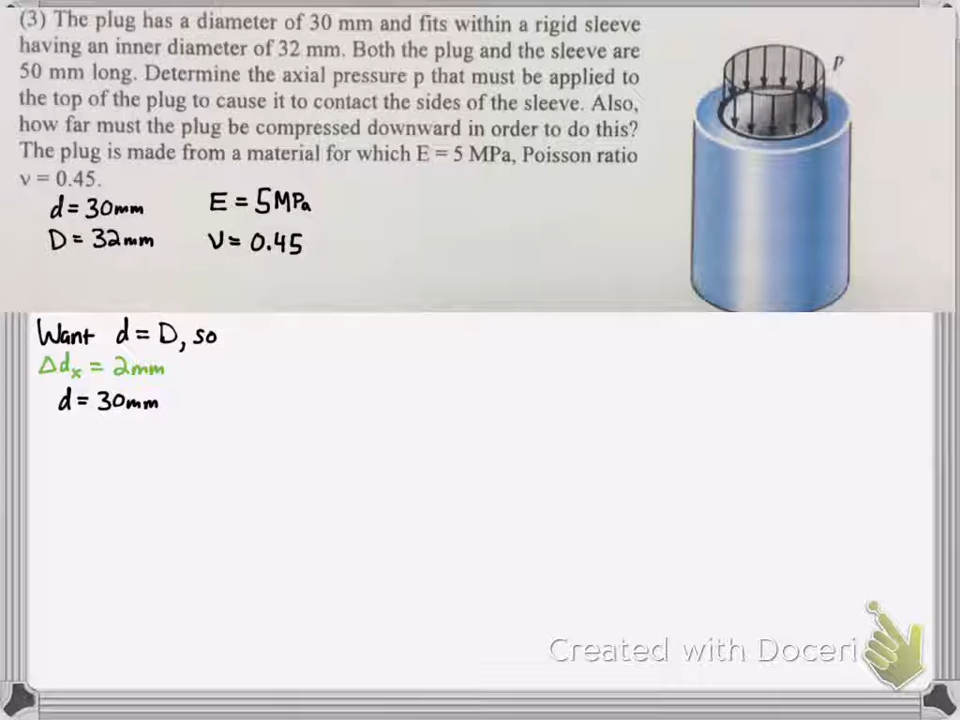 (3) The plug has a diameter of 30 mm and fits within a rigid sleeve
having an inner diameter of 32 mm. Both the plug and the sleeve are
50 mm long. Determine the axial pressure p that must be applied to
the top of the plug to cause it to contact the sides of the sleeve. Also,
how far must the plug be compressed downward in order to do this?
The plug is made from a material for which E = 5 MPa, Poisson ratio
ν = 0.45.
p
d = 30mm E = 5MPa
D = 32mm ν = 0.45
Want d = D, so
Δdx = 2mm
d = 30mm
Created with Doceri